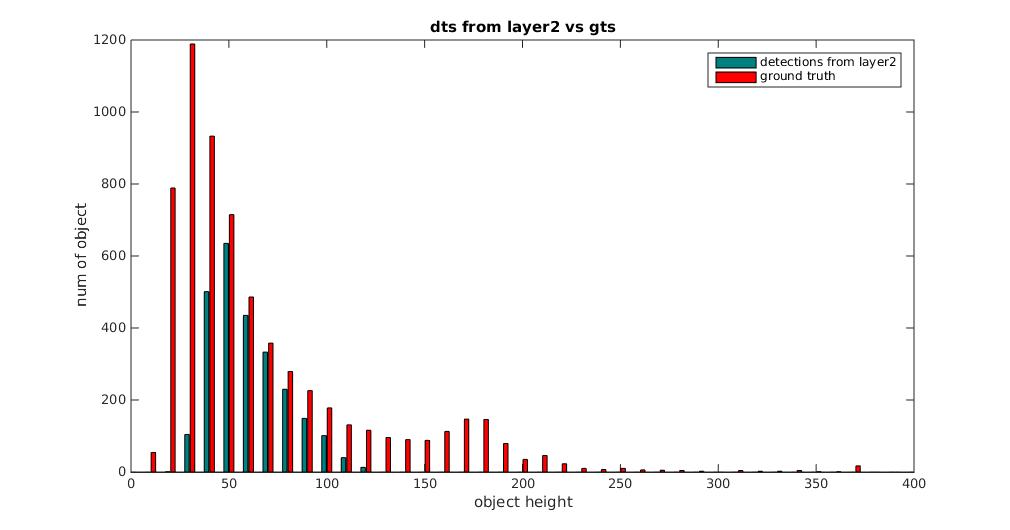 dts from layer2 vs gts
detections from layer2
ground truth
num of object
1200
1000
800
600
400
200
0
0 50 100 150 200 250 300 350 400
object height